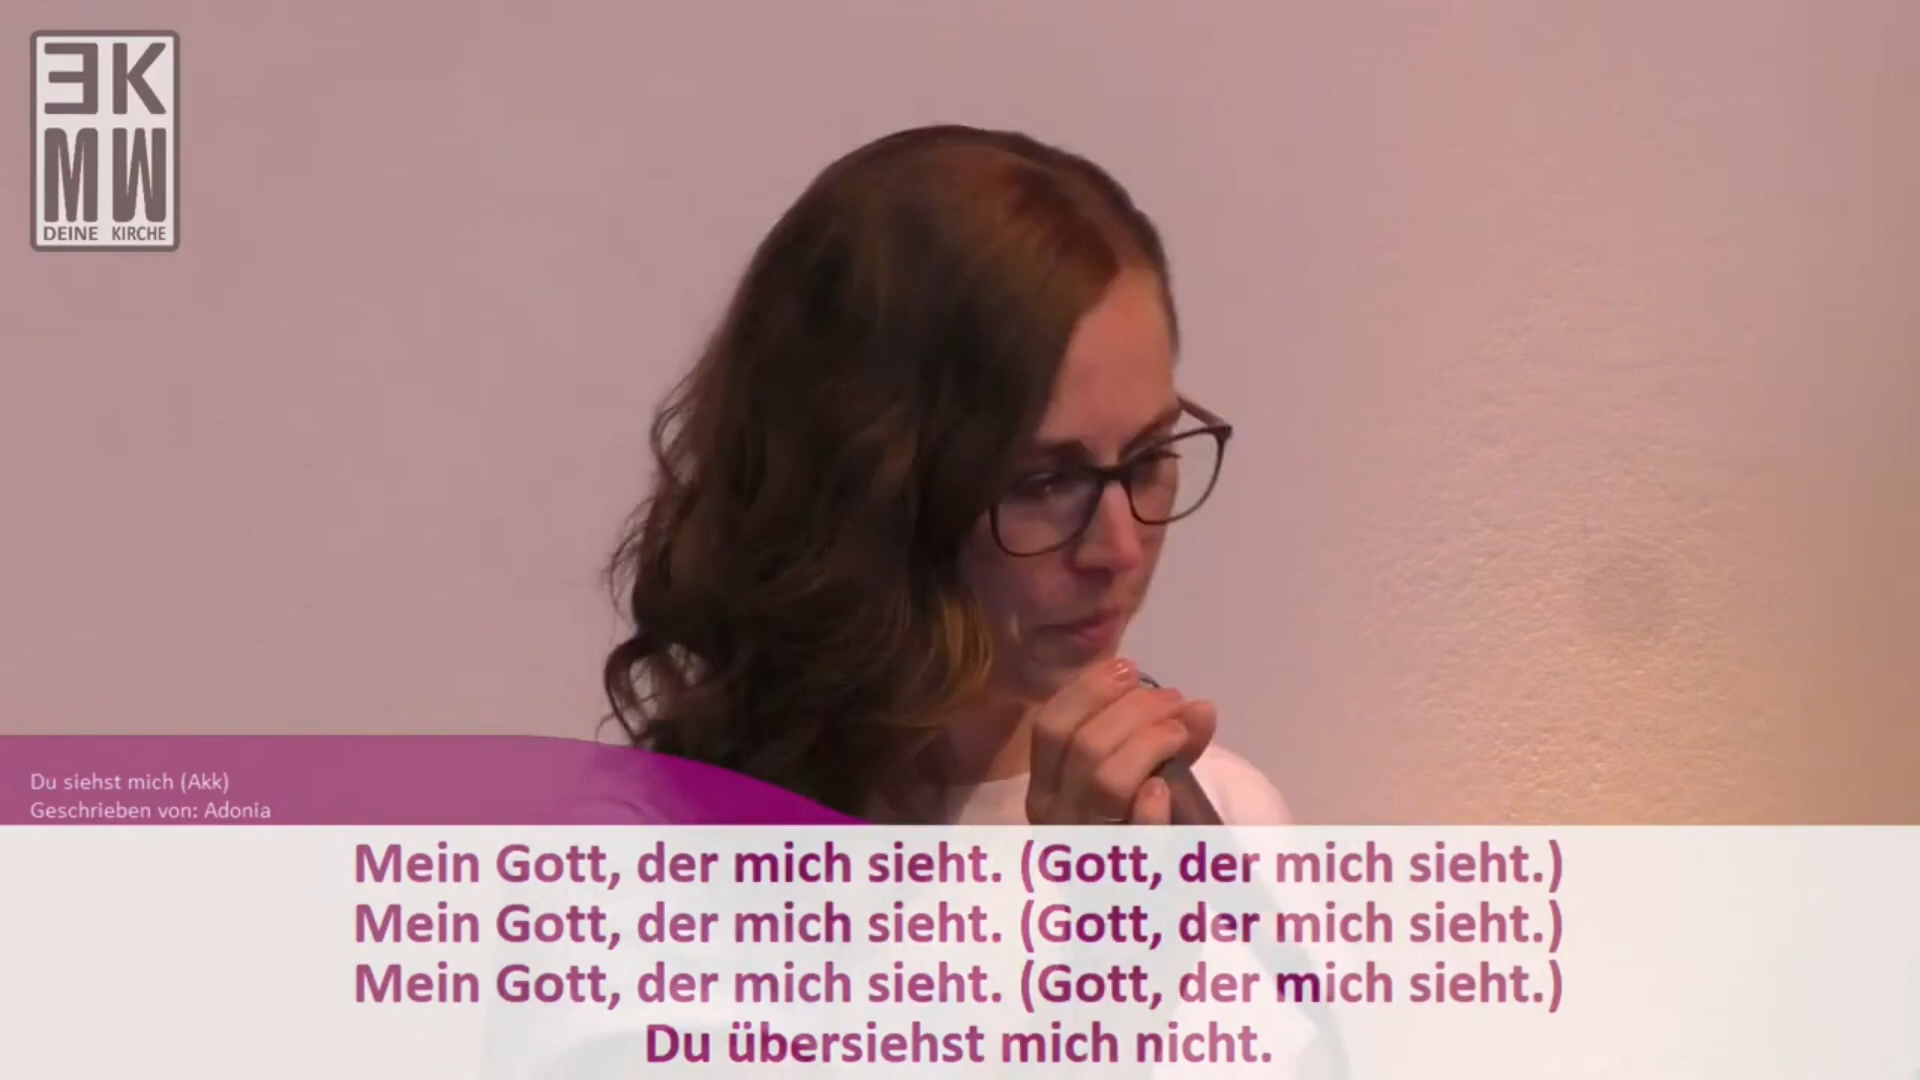 EK
MW
DEINE KIRCHE
Du siehst mich (Akk)
Geschrieben von: Adonia
Mein Gott, der mich sieht. (Gott, der mich sieht.)
Mein Gott, der mich sieht. (Gott, der mich sieht.)
Mein Gott, der mich sieht. (Gott, der mich sieht.)
Du übersiehst mich nicht.